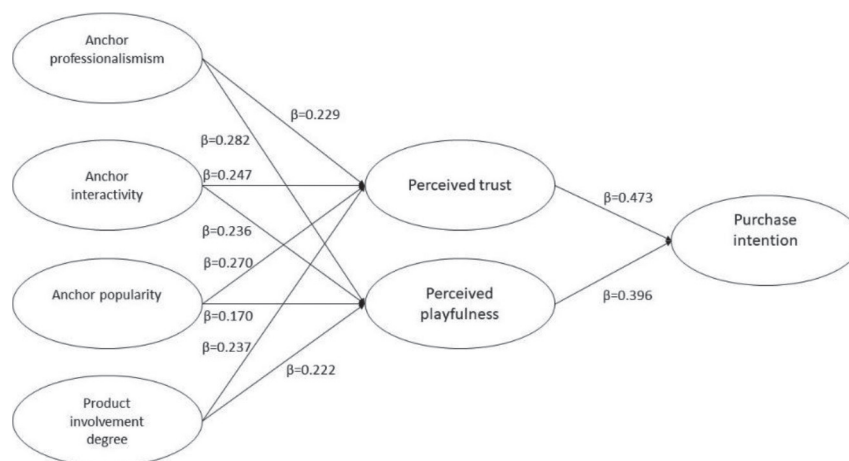 Anchor
professionalismism
β=0.229
β=0.282
Anchor
interactivity
β=0.247
Perceived trust
β=0.473
β=0.236
Purchase
intention
β=0.270
Anchor popularity
β=0.170
Perceived
playfulness
β=0.396
β=0.237
β=0.222
Product
involvement
degree